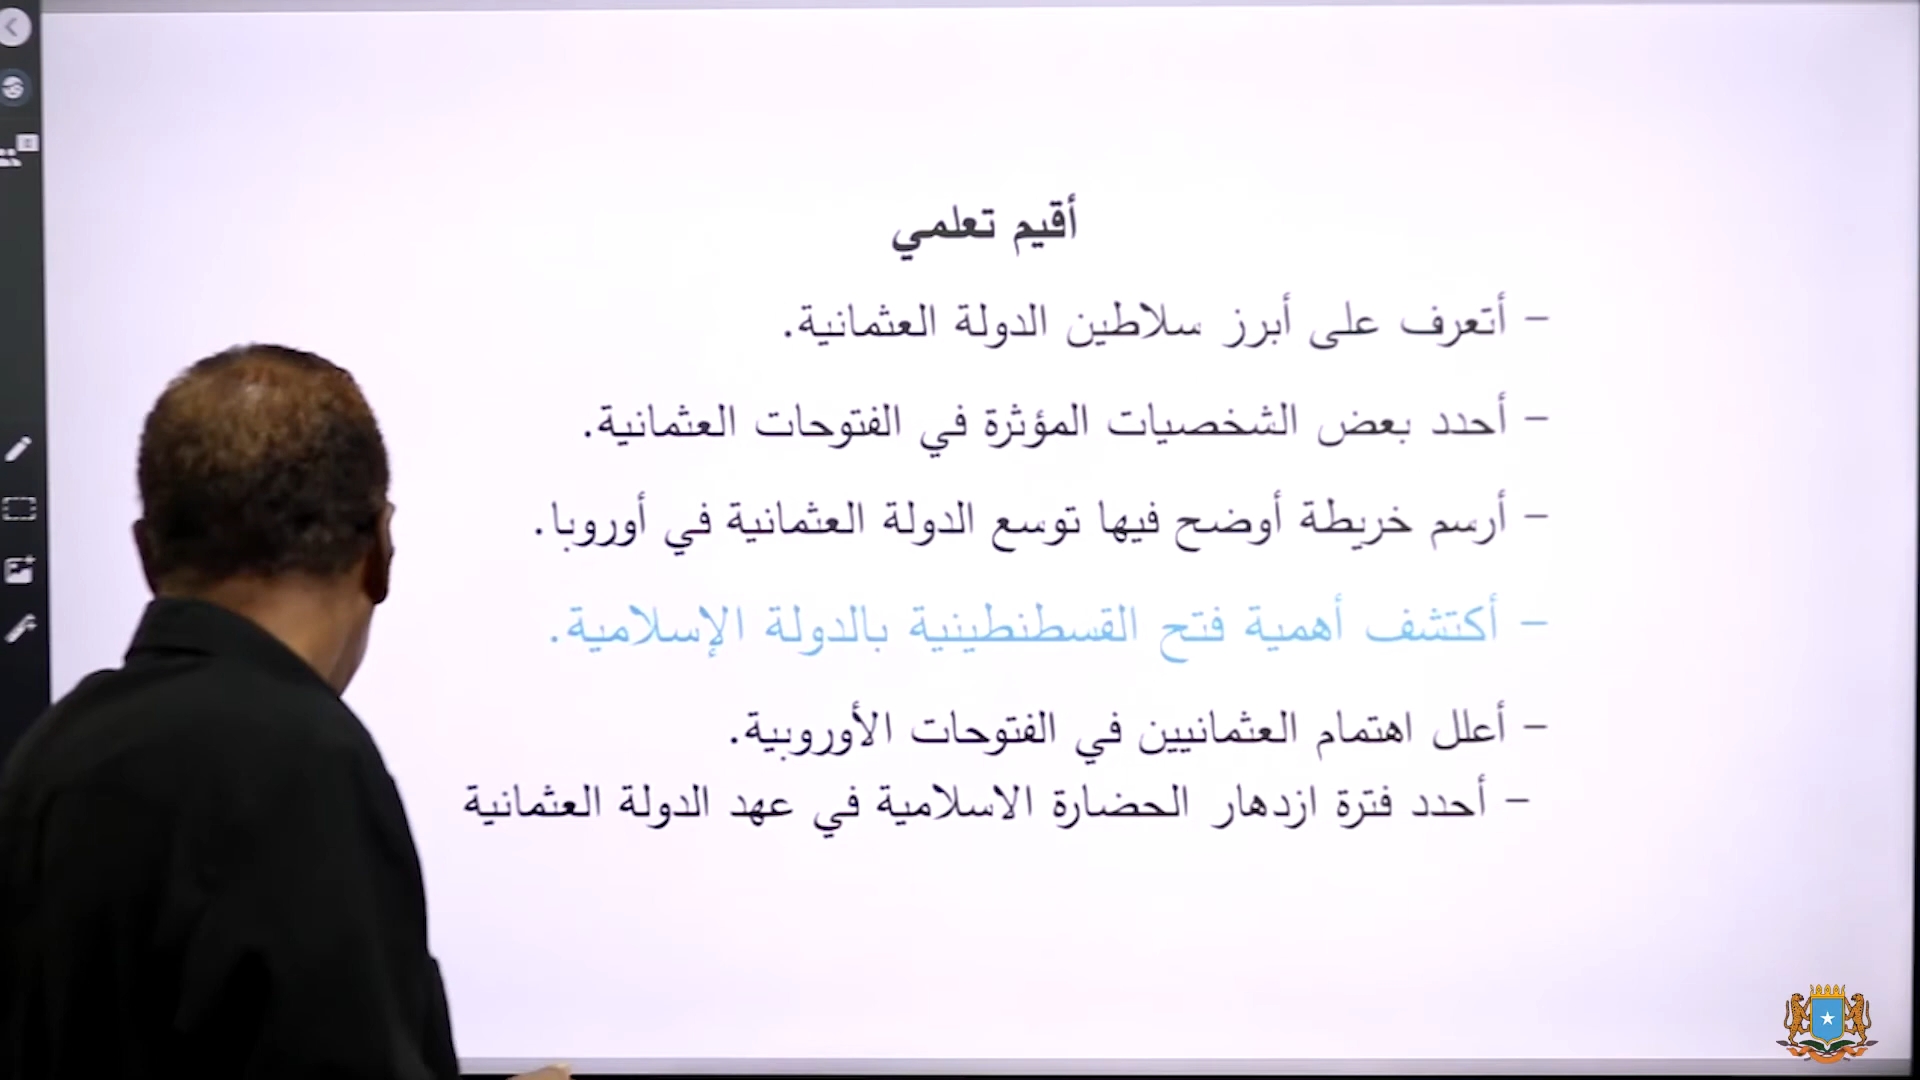 أقيم تعلمي
– أتعرف على أبرز سلاطين الدولة العثمانية.
– أحدد بعض الشخصيات المؤثرة في الفتوحات العثمانية.
– أرسم خريطة أوضح فيها توسع الدولة العثمانية في أوروبا.
– أكتشف أهمية فتح القسطنطينية بالدولة الإسلامية.
– أعلل اهتمام العثمانيين في الفتوحات الأوروبية.
– أحدد فترة ازدهار الحضارة الاسلامية في عهد الدولة العثمانية